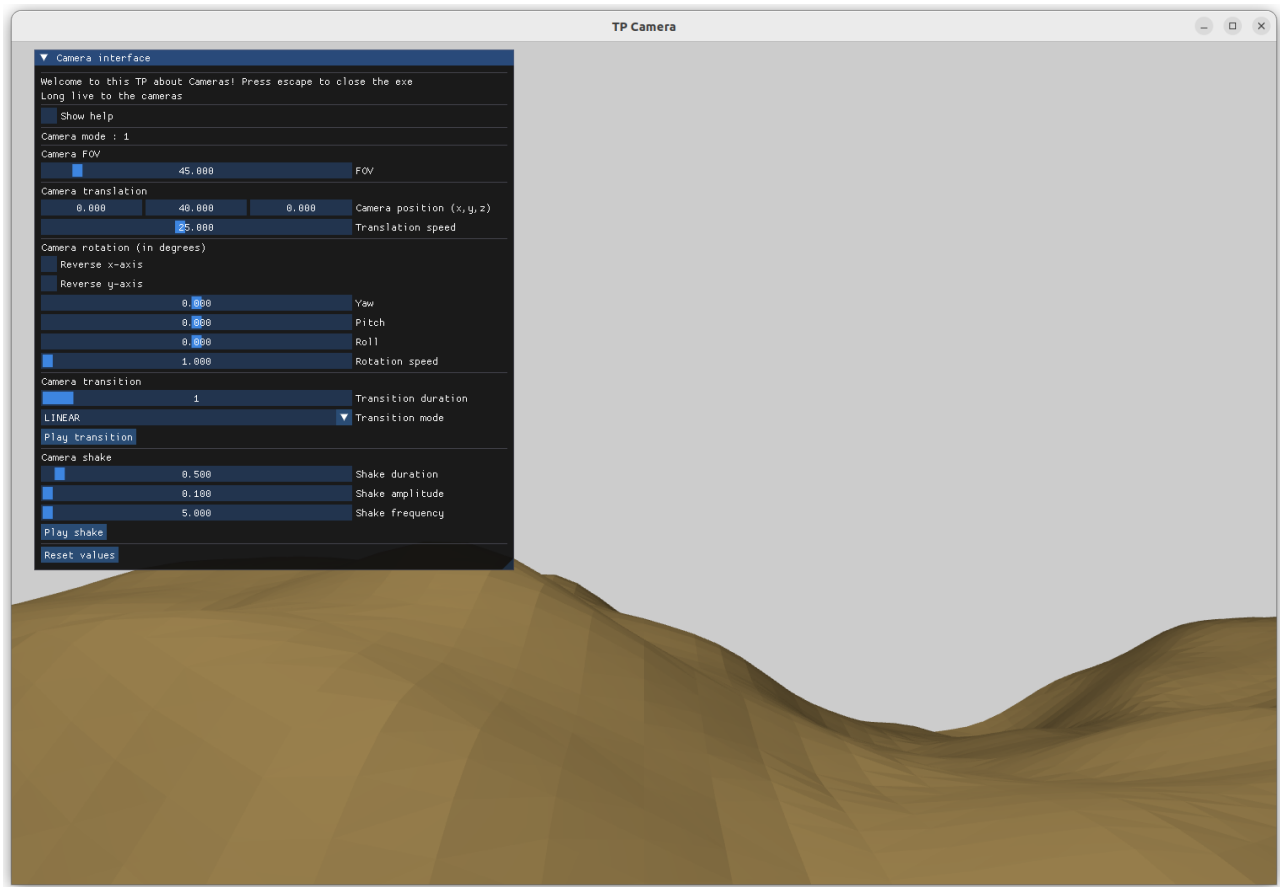 TP Camera
Camera interface
Welcome to this TP about Cameras! Press escape to close the exe
Long live to the cameras
Show help
Camera mode : 1
Camera FOV
45.000 FOV
Camera translation
0.000 40.000 0.000 Camera position (x,y,z)
25.000 Translation speed
Camera rotation (in degrees)
Reverse x-axis
Reverse y-axis
0.000 Yaw
0.000 Pitch
0.000 Roll
1.000 Rotation speed
Camera transition
1 Transition duration
LINEAR Transition mode
Play transition
Camera shake
0.500 Shake duration
0.100 Shake amplitude
5.000 Shake frequency
Play shake
Reset values